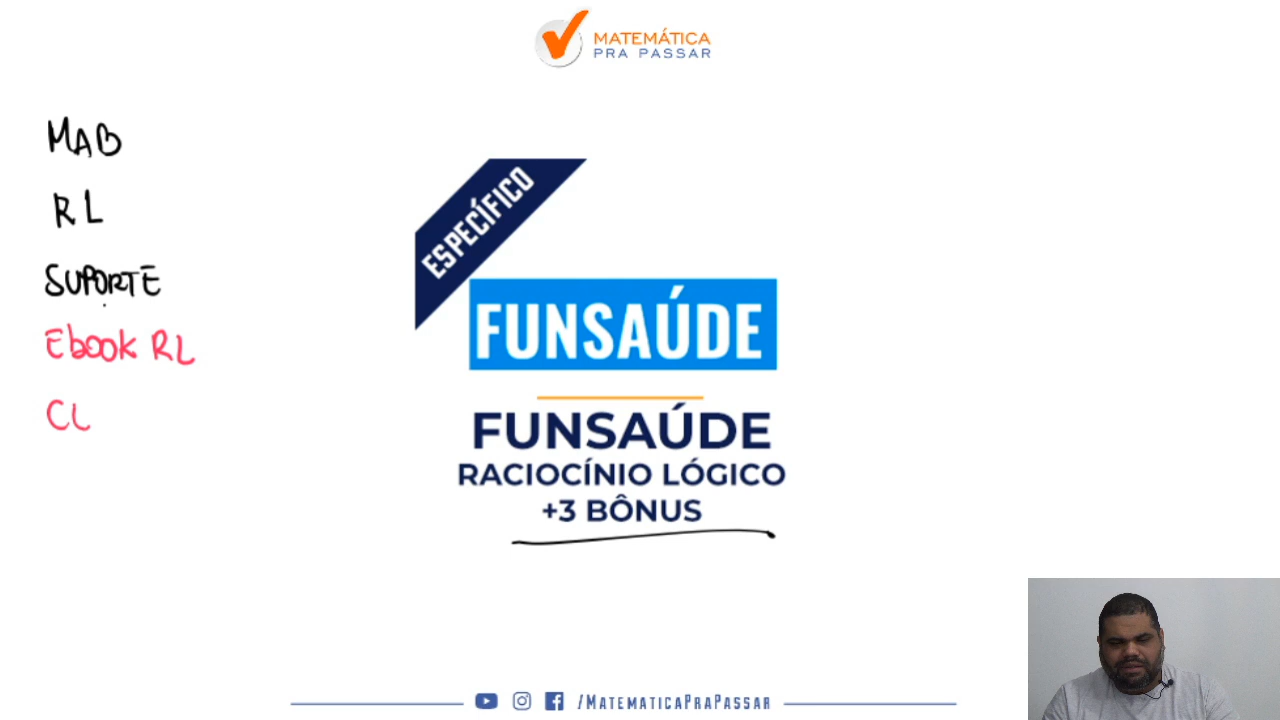 MATEMÁTICA
PRA PASSAR
MAB
RL
SUPORTE
Ebook RL
CL
ESPECÍFICO
FUNSAÚDE
FUNSAÚDE
RACIOCÍNIO LÓGICO
+3 BÔNUS
/MATEMATICAPRAPASSAR